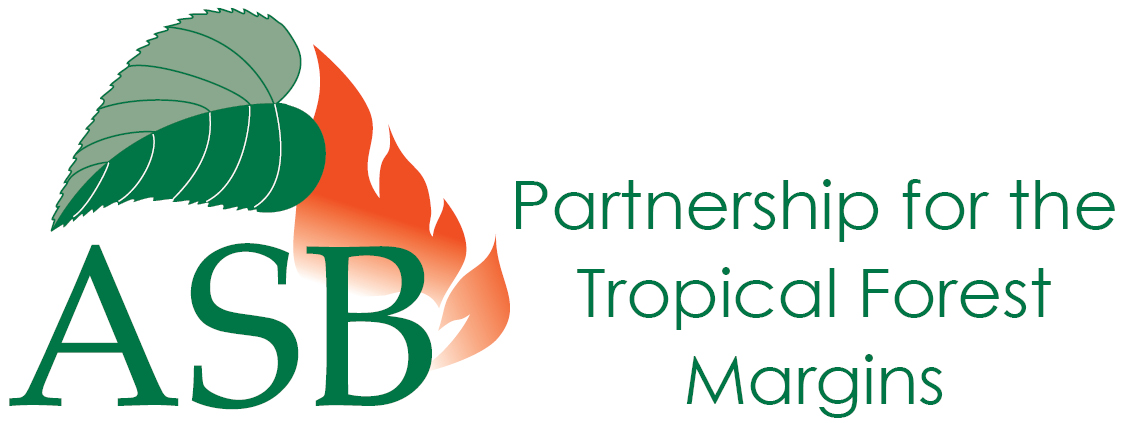 ASB
Partnership for the
Tropical Forest
Margins